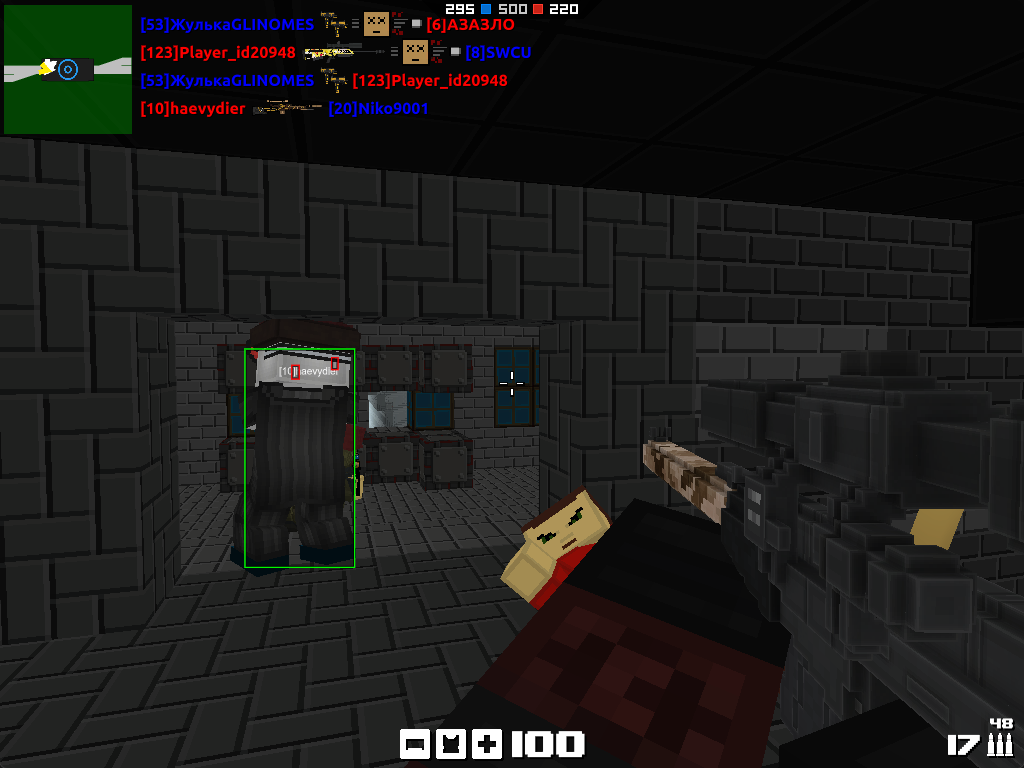 295 500 220
[53]ЖулькаGLINOMES [6]АЗАЗЛО
[123]Player_id20948 [8]SWCU
[53]ЖулькаGLINOMES [123]Player_id20948
[10]haevydier [20]Niko9001
[10]haevydier
100
48
17